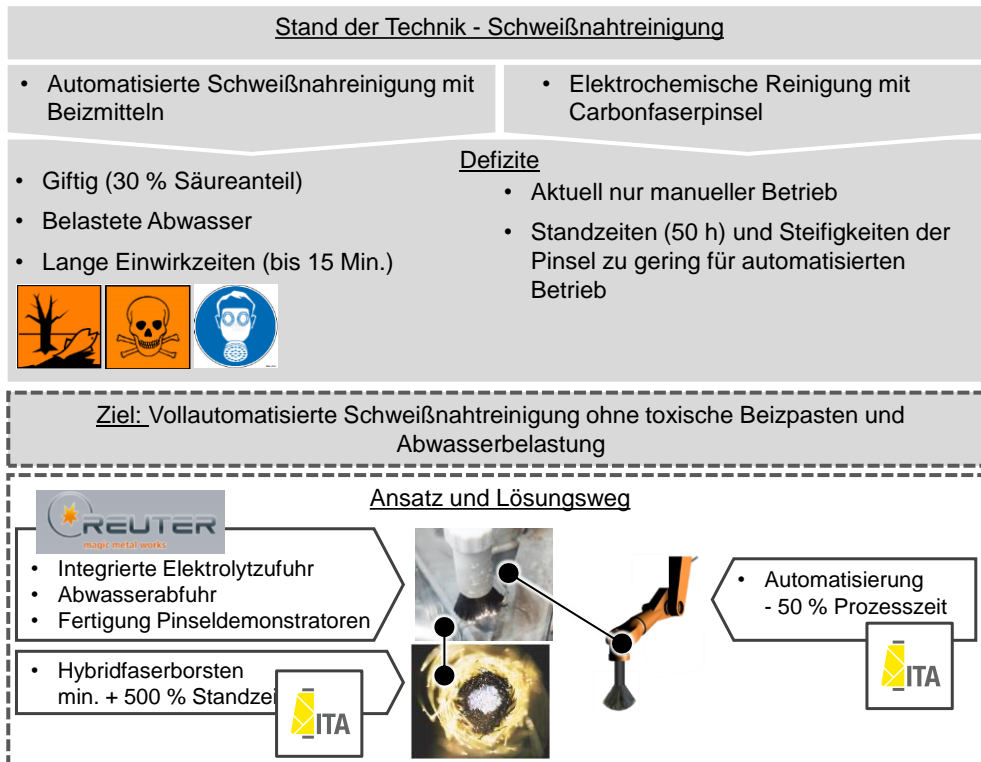 Stand der Technik - Schweißnahtreinigung
• Automatisierte Schweißnahreinigung mit
Beizmitteln
• Elektrochemische Reinigung mit
Carbonfaserpinsel
Defizite
• Giftig (30 % Säureanteil)
• Belastete Abwasser
• Lange Einwirkzeiten (bis 15 Min.)
• Aktuell nur manueller Betrieb
• Standzeiten (50 h) und Steifigkeiten der
Pinsel zu gering für automatisierten
Betrieb
Ziel: Vollautomatisierte Schweißnahtreinigung ohne toxische Beizpasten und
Abwasserbelastung
Ansatz und Lösungsweg
REUTER
magic metal works
• Integrierte Elektrolytzufuhr
• Abwasserabfuhr
• Fertigung Pinseldemonstratoren
• Hybridfaserborsten
min. + 500 % Standzei
ITA
• Automatisierung
- 50 % Prozesszeit
ITA